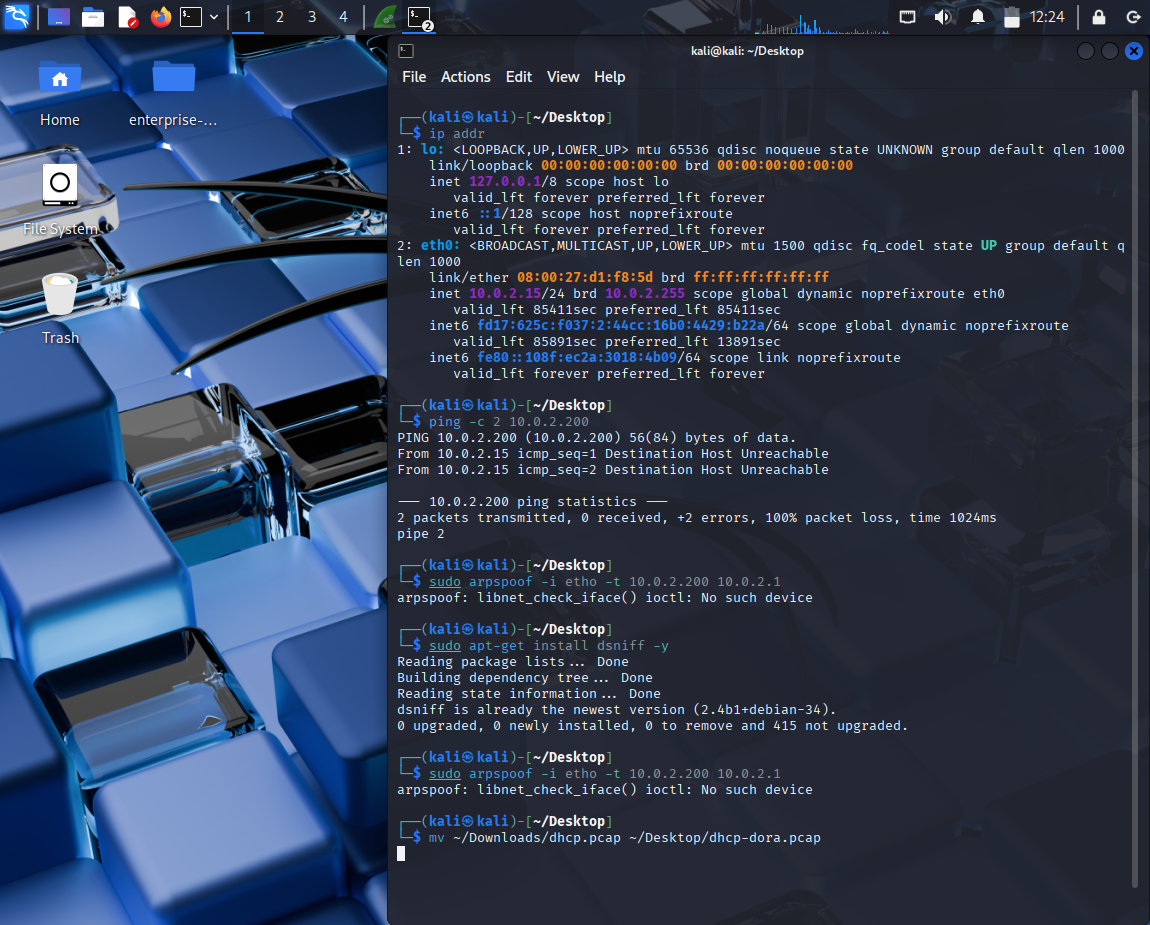 1 2 3 4 2 12:24
kali@kali: ~/Desktop
File Actions Edit View Help
Home
enterprise-...
File System
Trash
┌──(kali㉿kali)-[~/Desktop]
└─$ ip addr
1: lo: <LOOPBACK,UP,LOWER_UP> mtu 65536 qdisc noqueue state UNKNOWN group default qlen 1000
    link/loopback 00:00:00:00:00:00 brd 00:00:00:00:00:00
    inet 127.0.0.1/8 scope host lo
       valid_lft forever preferred_lft forever
    inet6 ::1/128 scope host noprefixroute
       valid_lft forever preferred_lft forever
2: eth0: <BROADCAST,MULTICAST,UP,LOWER_UP> mtu 1500 qdisc fq_codel state UP group default q
len 1000
    link/ether 08:00:27:d1:f8:5d brd ff:ff:ff:ff:ff:ff
    inet 10.0.2.15/24 brd 10.0.2.255 scope global dynamic noprefixroute eth0
       valid_lft 85411sec preferred_lft 85411sec
    inet6 fd17:625c:f037:2:44cc:16b0:4429:b22a/64 scope global dynamic noprefixroute
       valid_lft 85891sec preferred_lft 13891sec
    inet6 fe80::108f:ec2a:3018:4b09/64 scope link noprefixroute
       valid_lft forever preferred_lft forever
┌──(kali㉿kali)-[~/Desktop]
└─$ ping -c 2 10.0.2.200
PING 10.0.2.200 (10.0.2.200) 56(84) bytes of data.
From 10.0.2.15 icmp_seq=1 Destination Host Unreachable
From 10.0.2.15 icmp_seq=2 Destination Host Unreachable
--- 10.0.2.200 ping statistics ---
2 packets transmitted, 0 received, +2 errors, 100% packet loss, time 1024ms
pipe 2
┌──(kali㉿kali)-[~/Desktop]
└─$ sudo arpspoof -i etho -t 10.0.2.200 10.0.2.1
arpspoof: libnet_check_iface() ioctl: No such device
┌──(kali㉿kali)-[~/Desktop]
└─$ sudo apt-get install dsniff -y
Reading package lists... Done
Building dependency tree... Done
Reading state information... Done
dsniff is already the newest version (2.4b1+debian-34).
0 upgraded, 0 newly installed, 0 to remove and 415 not upgraded.
┌──(kali㉿kali)-[~/Desktop]
└─$ sudo arpspoof -i etho -t 10.0.2.200 10.0.2.1
arpspoof: libnet_check_iface() ioctl: No such device
┌──(kali㉿kali)-[~/Desktop]
└─$ mv ~/Downloads/dhcp.pcap ~/Desktop/dhcp-dora.pcap